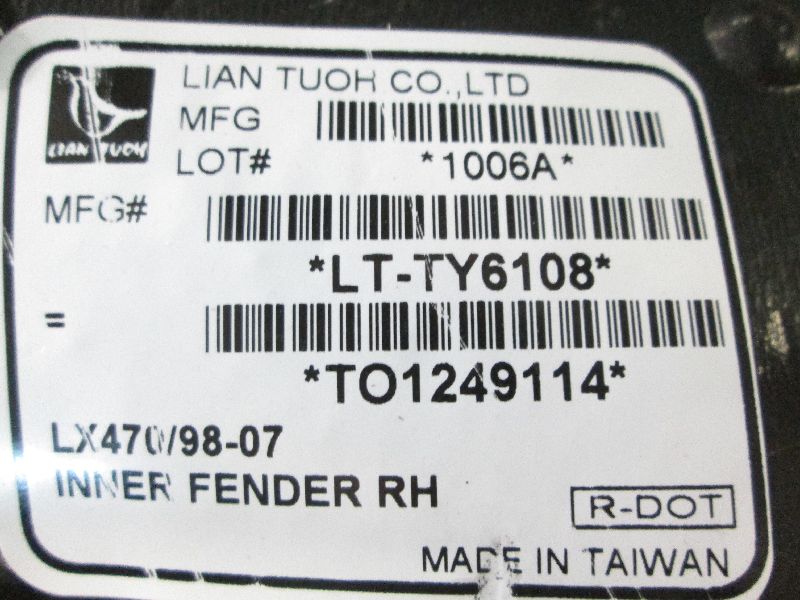 LIAN TUOH
LIAN TUOH CO.,LTD
MFG
LOT# *1006A*
MFG#
*LT-TY6108*
=
*TO1249114*
LX470/98-07
INNER FENDER RH
R-DOT
MADE IN TAIWAN